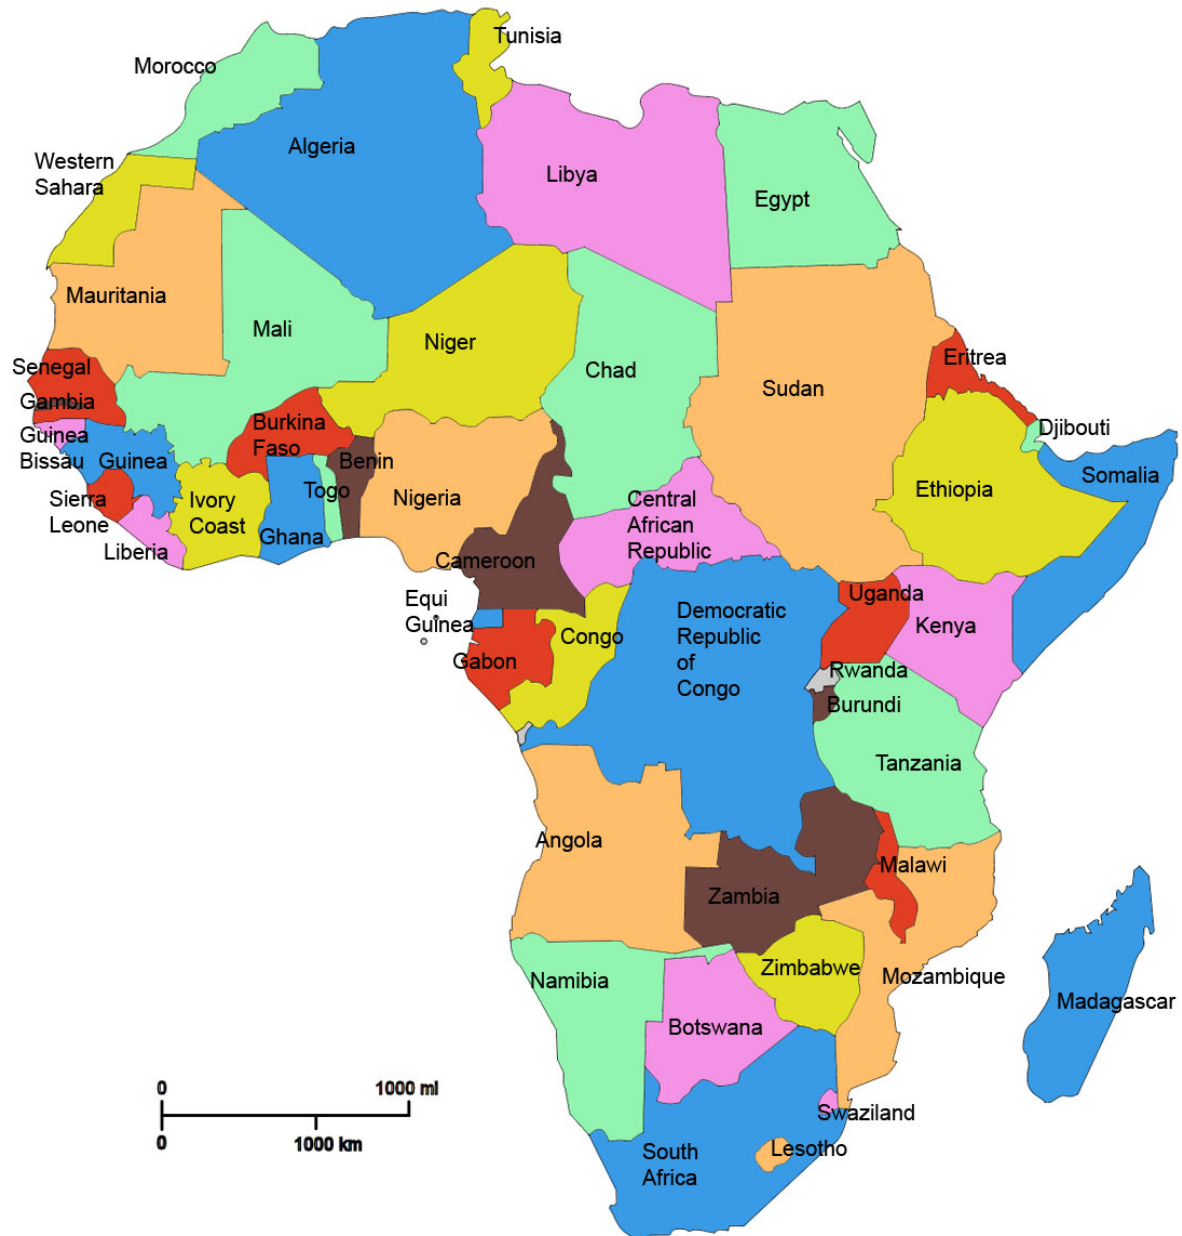 Tunisia
Morocco
Algeria
Western
Sahara
Libya
Egypt
Mauritania
Mali
Niger
Chad
Sudan
Eritrea
Senegal
Gambia
Guinea
Bissau
Guinea
Burkina
Faso
Benin
Djibouti
Somalia
Ethiopia
Sierra
Leone
Ivory
Coast
Togo
Nigeria
Central
African
Republic
Liberia
Ghana
Cameroon
Equi
Guinea
Congo
Gabon
Democratic
Republic
of
Congo
Uganda
Kenya
Rwanda
Burundi
Tanzania
Angola
Zambia
Malawi
Namibia
Zimbabwe
Mozambique
Botswana
Madagascar
0 1000 mi
0 1000 km
Swaziland
Lesotho
South
Africa